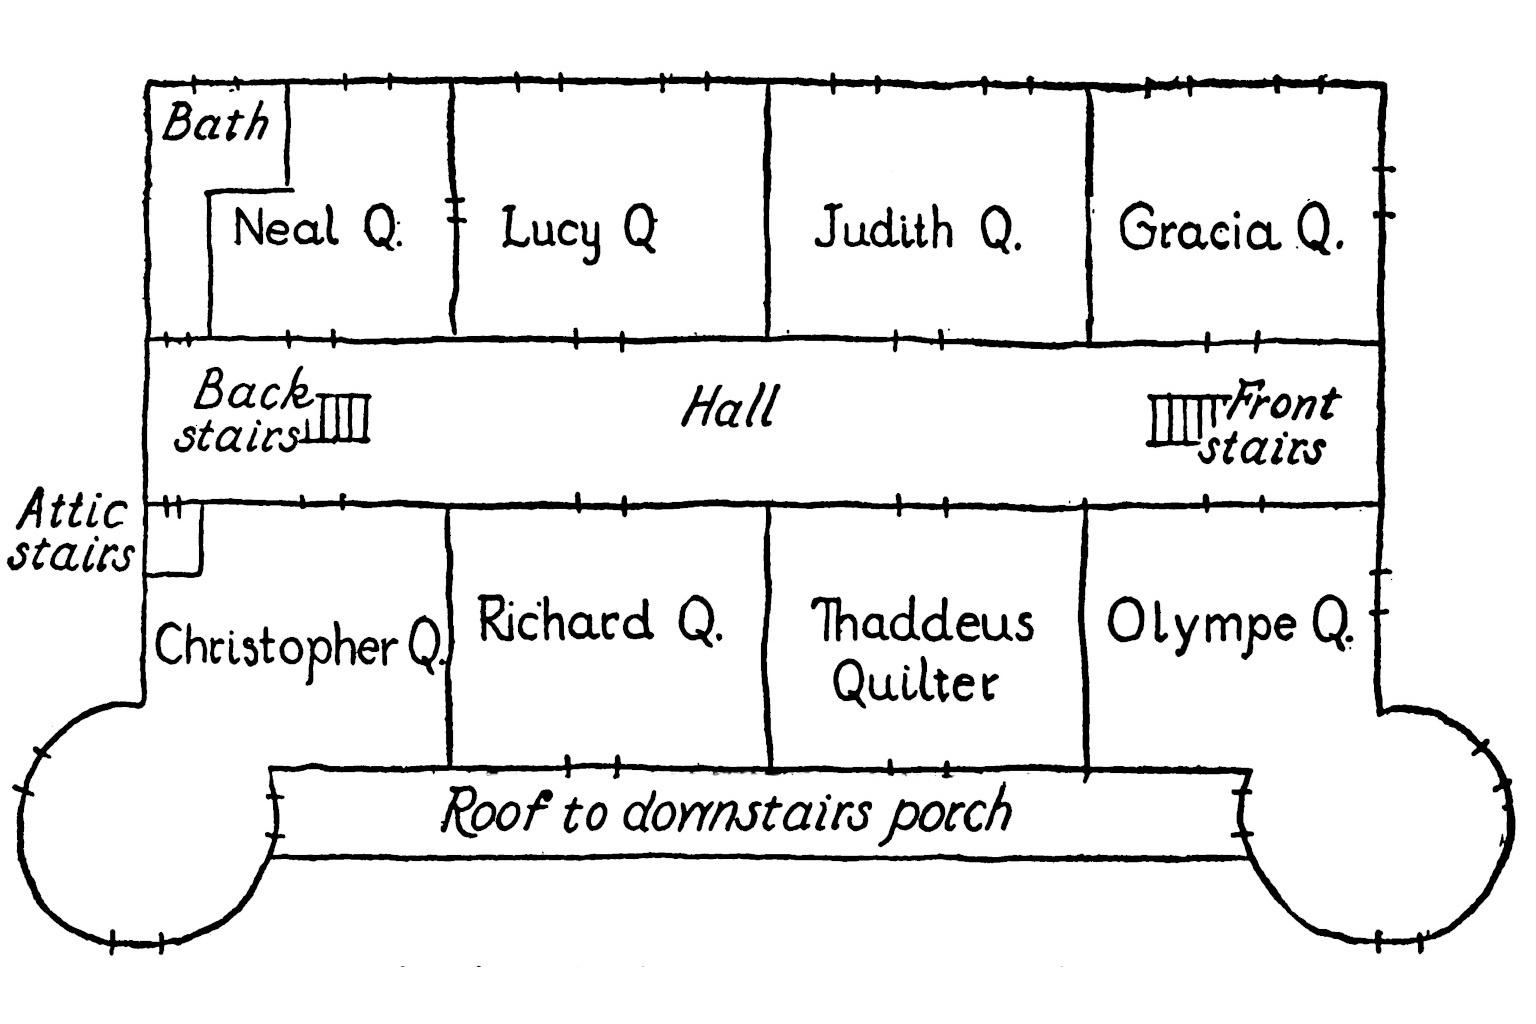 Bath
Neal Q.
Lucy Q
Judith Q.
Gracia Q.
Back
stairs
Hall
Front
stairs
Attic
stairs
Christopher Q.
Richard Q.
Thaddeus
Quilter
Olympe Q.
Roof to downstairs porch